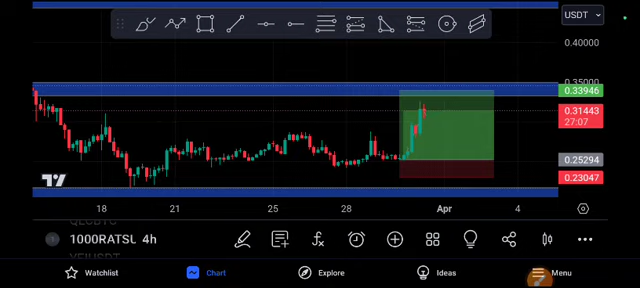 USDT
0.40000
0.35000
0.33946
0.31443
27:07
0.25294
0.23047
18
21
25
28
Apr
4
1000RATSU 4h
Watchlist
Chart
Explore
Ideas
Menu